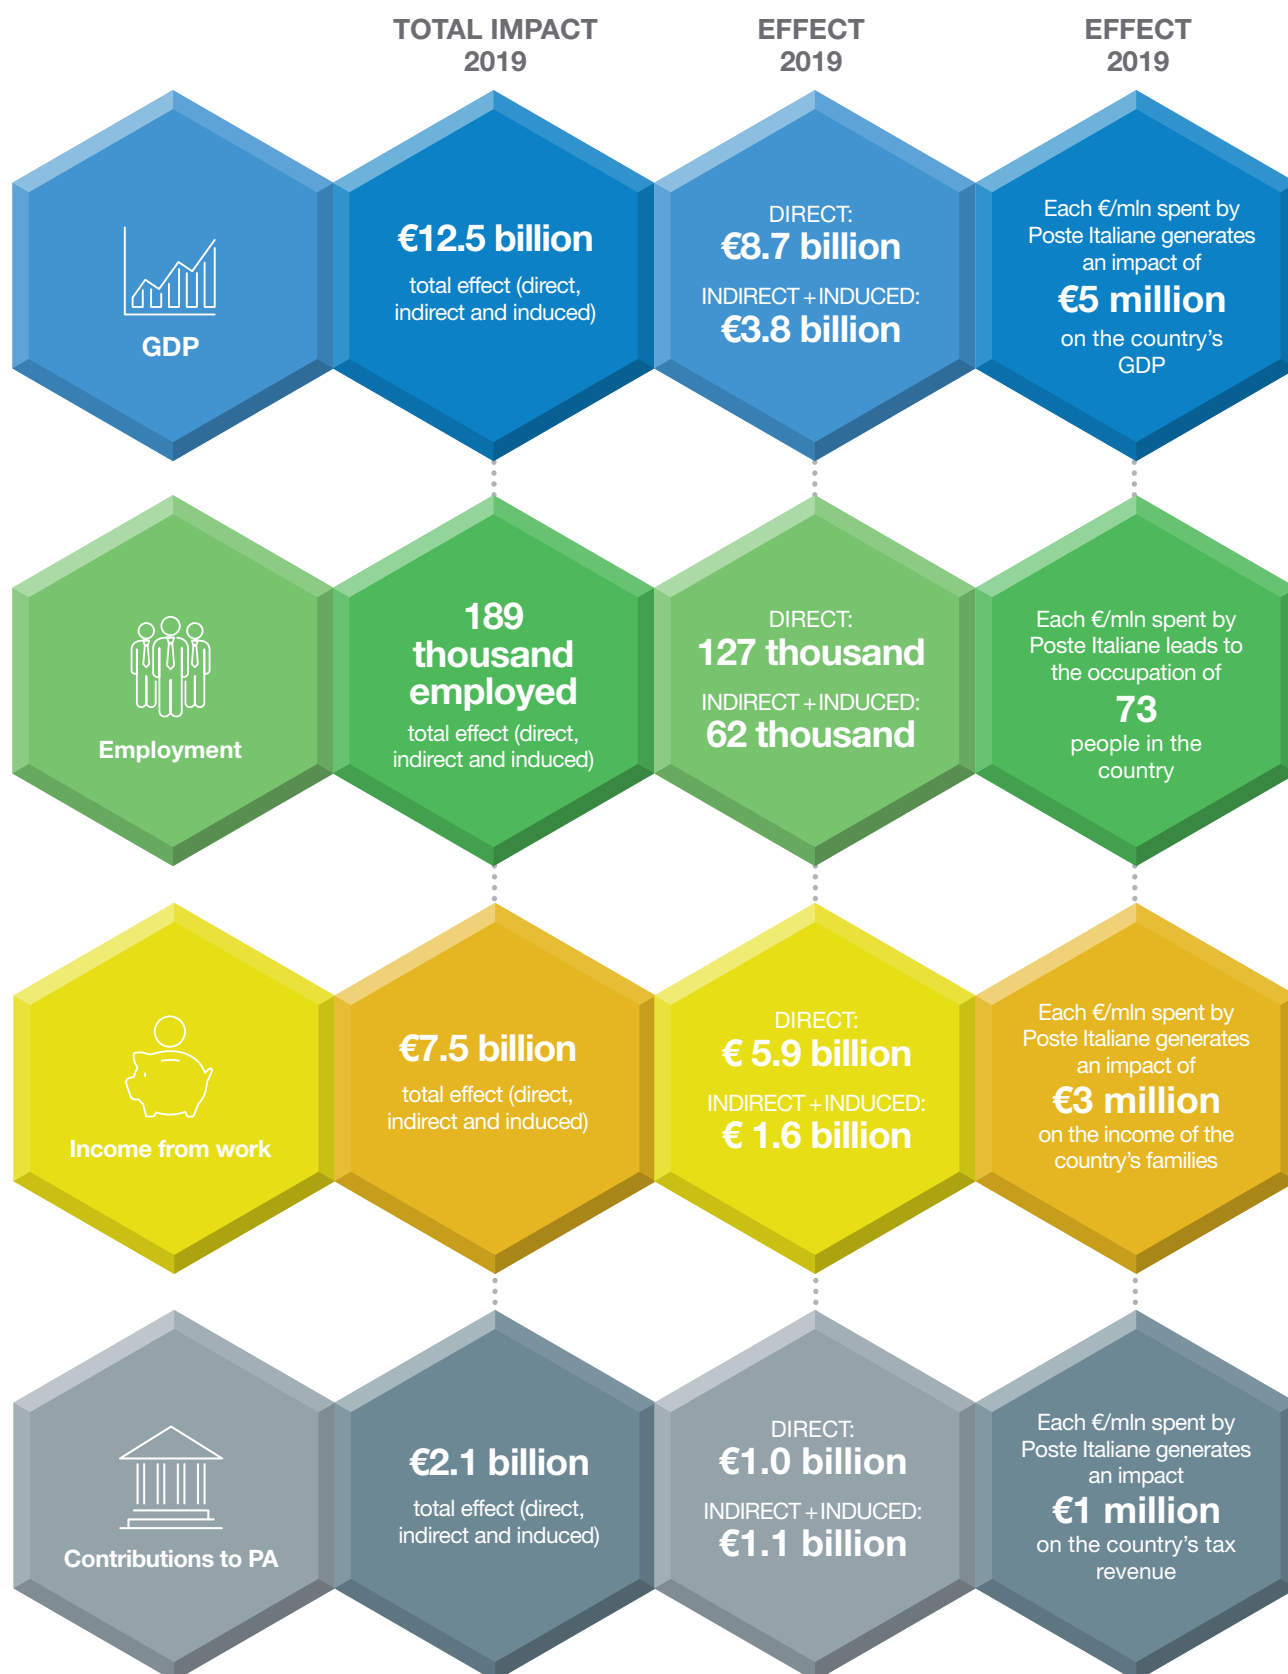 TOTAL IMPACT
2019
EFFECT
2019
EFFECT
2019
GDP
€12.5 billion
total effect (direct,
indirect and induced)
DIRECT:
€8.7 billion
INDIRECT + INDUCED:
€3.8 billion
Each €/mln spent by
Poste Italiane generates
an impact of
€5 million
on the country's
GDP
Employment
189
thousand
employed
total effect (direct,
indirect and induced)
DIRECT:
127 thousand
INDIRECT + INDUCED:
62 thousand
Each €/mln spent by
Poste Italiane leads to
the occupation of
73
people in the
country
Income from work
€7.5 billion
total effect (direct,
indirect and induced)
DIRECT:
€ 5.9 billion
INDIRECT + INDUCED:
€ 1.6 billion
Each €/mln spent by
Poste Italiane generates
an impact of
€3 million
on the income of the
country's families
Contributions to PA
€2.1 billion
total effect (direct,
indirect and induced)
DIRECT:
€1.0 billion
INDIRECT + INDUCED:
€1.1 billion
Each €/mln spent by
Poste Italiane generates
an impact
€1 million
on the country's tax
revenue